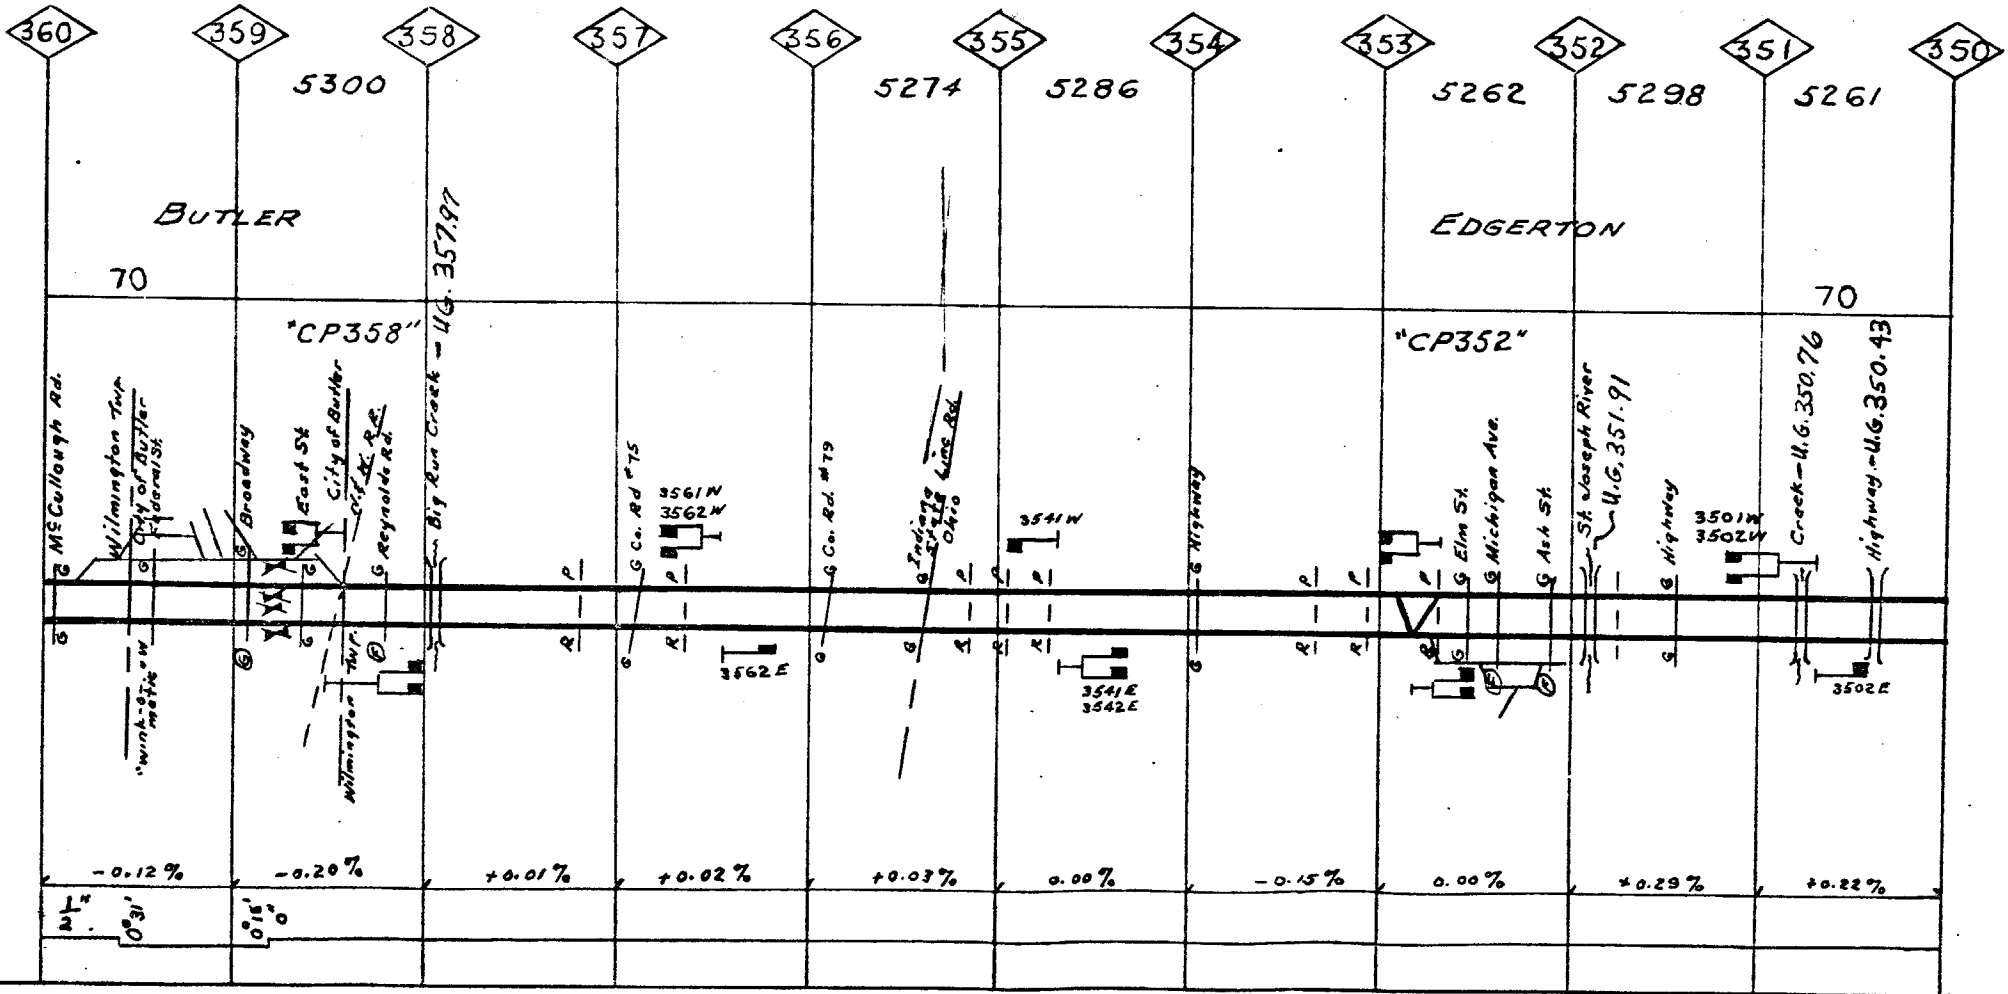 360 359 358 357 356 355 354 353 352 351 350
5300 5274 5286 5262 5298 5261
BUTLER EDGERTON
70 70
"CP358" "CP352"
McCullough Rd.
Wilmington Twp.
City of Butler
Federal St.
Broadway
East St.
City of Butler
Reynolds Rd.
Big Run Creek - U.G. 357.97
Co. Rd #75
3561W
3562W
Co. Rd. #79
Indiana
State Line Rd.
Ohio
3541W
Highway
Elm St.
Michigan Ave.
Ash St.
St. Joseph River
U.G. 351.91
Highway
3501W
3502W
Creek-U.G. 350.76
Highway-U.G. 350.43
G G G G G G G G G G G G G
P P P P P P P P
G G G G G G G G
R R R R R R R R
G F F F
Wilmington Twp.
3562E
3541E
3542E
3502E
-0.12% -0.20% +0.01% +0.02% +0.03% 0.00% -0.15% 0.00% +0.29% +0.22%
0°31' 0°15' 0"